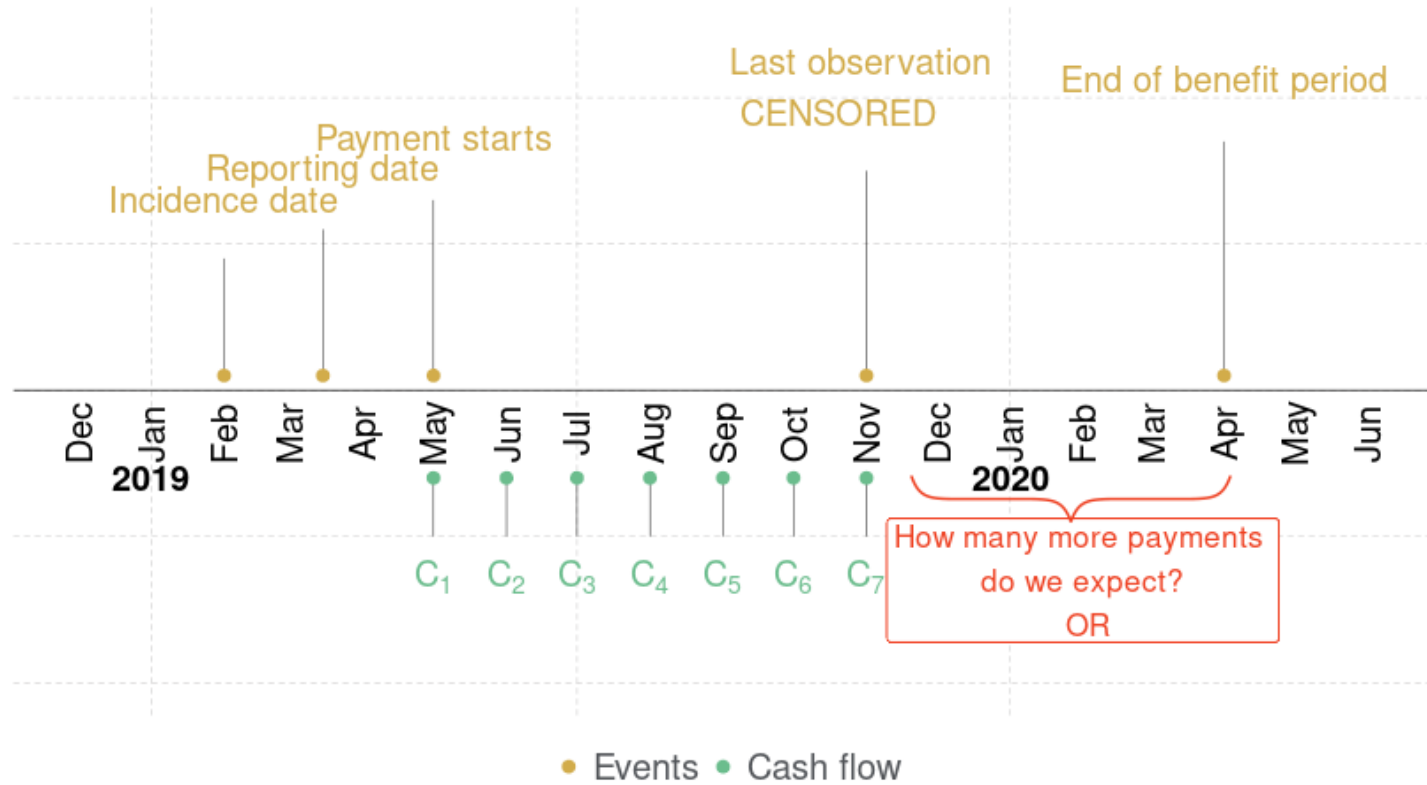 Last observation
CENSORED
End of benefit period
Payment starts
Reporting date
Incidence date
Dec Jan Feb Mar Apr May Jun Jul Aug Sep Oct Nov Dec Jan Feb Mar Apr May Jun
2019 2020
C₁ C₂ C₃ C₄ C₅ C₆ C₇
How many more payments
do we expect?
OR
Events Cash flow